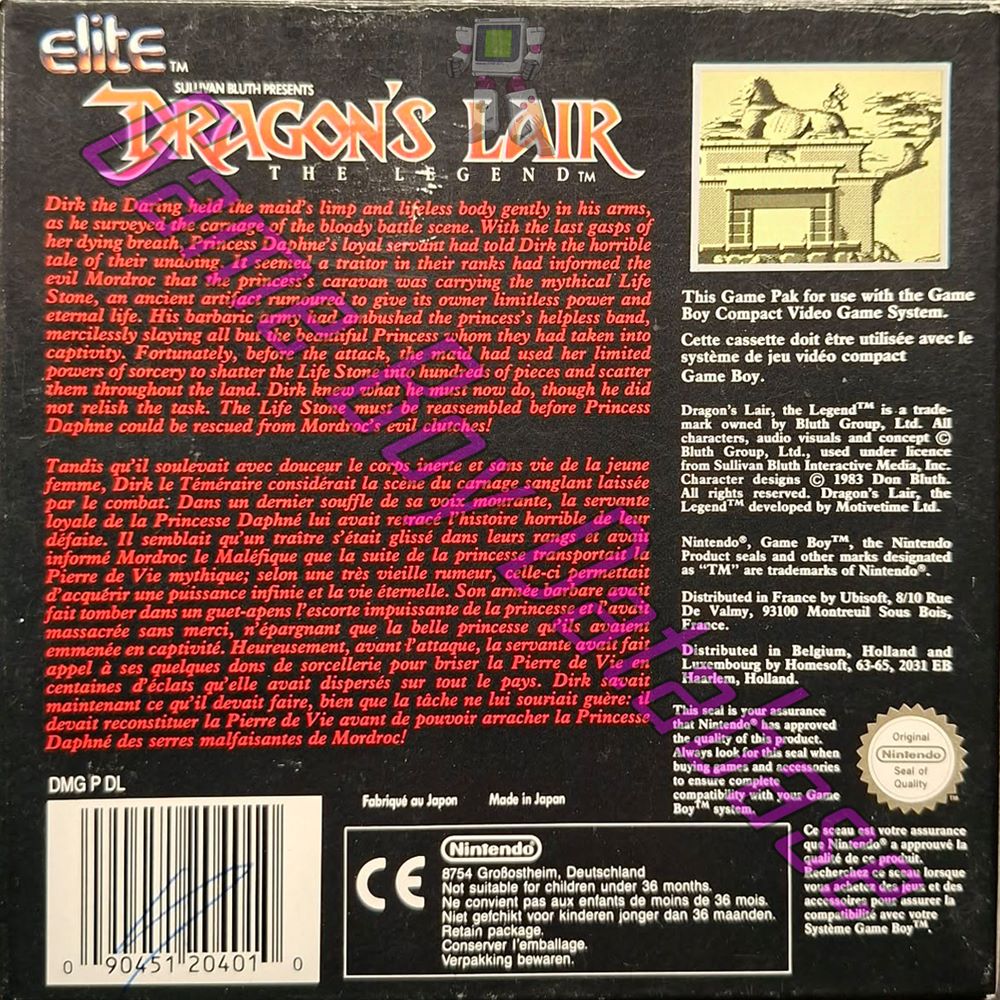 elite TM
SULLIVAN BLUTH PRESENTS
DRAGON'S LAIR
THE LEGEND TM
Dirk the Daring held the maid's limp and lifeless body gently in his arms,
as he surveyed the carnage of the bloody battle scene. With the last gasps of
her dying breath, Princess Daphne's loyal servant had told Dirk the horrible
tale of their undoing. It seemed a traitor in their ranks had informed the
evil Mordroc that the princess's caravan was carrying the mythical Life
Stone, an ancient artifact rumoured to give its owner limitless power and
eternal life. His barbaric army had ambushed the princess's helpless band,
mercilessly slaying all but the beautiful Princess whom they had taken into
captivity. Fortunately, before the attack, the maid had used her limited
powers of sorcery to shatter the Life Stone into hundreds of pieces and scatter
them throughout the land. Dirk knew what he must now do, though he did
not relish the task. The Life Stone must be reassembled before Princess
Daphne could be rescued from Mordroc's evil clutches!
Tandis qu'il soulevait avec douceur le corps inerte et sans vie de la jeune
femme, Dirk le Téméraire considérait la scène du carnage sanglant laissée
par le combat. Dans un dernier souffle de sa voix mourante, la servante
loyale de la Princesse Daphné lui avait retracé l'histoire horrible de leur
défaite. Il semblait qu'un traître s'était glissé dans leurs rangs et avait
informé Mordroc le Maléfique que la suite de la princesse transportait la
Pierre de Vie mythique; selon une très vieille rumeur, celle-ci permettait
d'acquérir une puissance infinie et la vie éternelle. Son armée barbare avait
fait tomber dans un guet-apens l'escorte impuissante de la princesse et l'avait
massacrée sans merci, n'épargnant que la belle princesse qu'ils avaient
emmenée en captivité. Heureusement, avant l'attaque, la servante avait fait
appel à ses quelques dons de sorcellerie pour briser la Pierre de Vie en
centaines d'éclats qu'elle avait dispersés sur tout le pays. Dirk savait
maintenant ce qu'il devait faire, bien que la tâche ne lui souriait guère: il
devait reconstituer la Pierre de Vie avant de pouvoir arracher la Princesse
Daphné des serres malfaisantes de Mordroc!
This Game Pak for use with the Game
Boy Compact Video Game System.
Cette cassette doit être utilisée avec le
système de jeu vidéo compact
Game Boy.
Dragon's Lair, the Legend™ is a trade-
mark owned by Bluth Group, Ltd. All
characters, audio visuals and concept ©
Bluth Group, Ltd., used under licence
from Sullivan Bluth Interactive Media, Inc.
Character designs © 1983 Don Bluth.
All rights reserved. Dragon's Lair, the
Legend™ developed by Motivetime Ltd.
Nintendo®, Game Boy™, the Nintendo
Product seals and other marks designated
as "TM" are trademarks of Nintendo®.
Distributed in France by Ubisoft, 8/10 Rue
De Valmy, 93100 Montreuil Sous Bois,
France.
Distributed in Belgium, Holland and
Luxembourg by Homesoft, 63-65, 2031 EB
Haarlem, Holland.
This seal is your assurance
that Nintendo® has approved
the quality of this product.
Always look for this seal when
buying games and accessories
to ensure complete
compatibility with your Game
Boy™ system.
Original
Nintendo
Seal of
Quality
TM
Ce sceau est votre assurance
que Nintendo® a approuvé la
qualité de ce produit.
Recherchez ce sceau lorsque
vous achetez des jeux et des
accessoires pour assurer la
compatibilité avec votre
Système Game Boy™.
DMG P DL
Fabriqué au Japon Made in Japan
0 90451 20401 0
CE
Nintendo®
8754 Großostheim, Deutschland
Not suitable for children under 36 months.
Ne convient pas aux enfants de moins de 36 mois.
Niet gefchikt voor kinderen jonger dan 36 maanden.
Retain package.
Conserver l'emballage.
Verpakking bewaren.
Game Boy Database